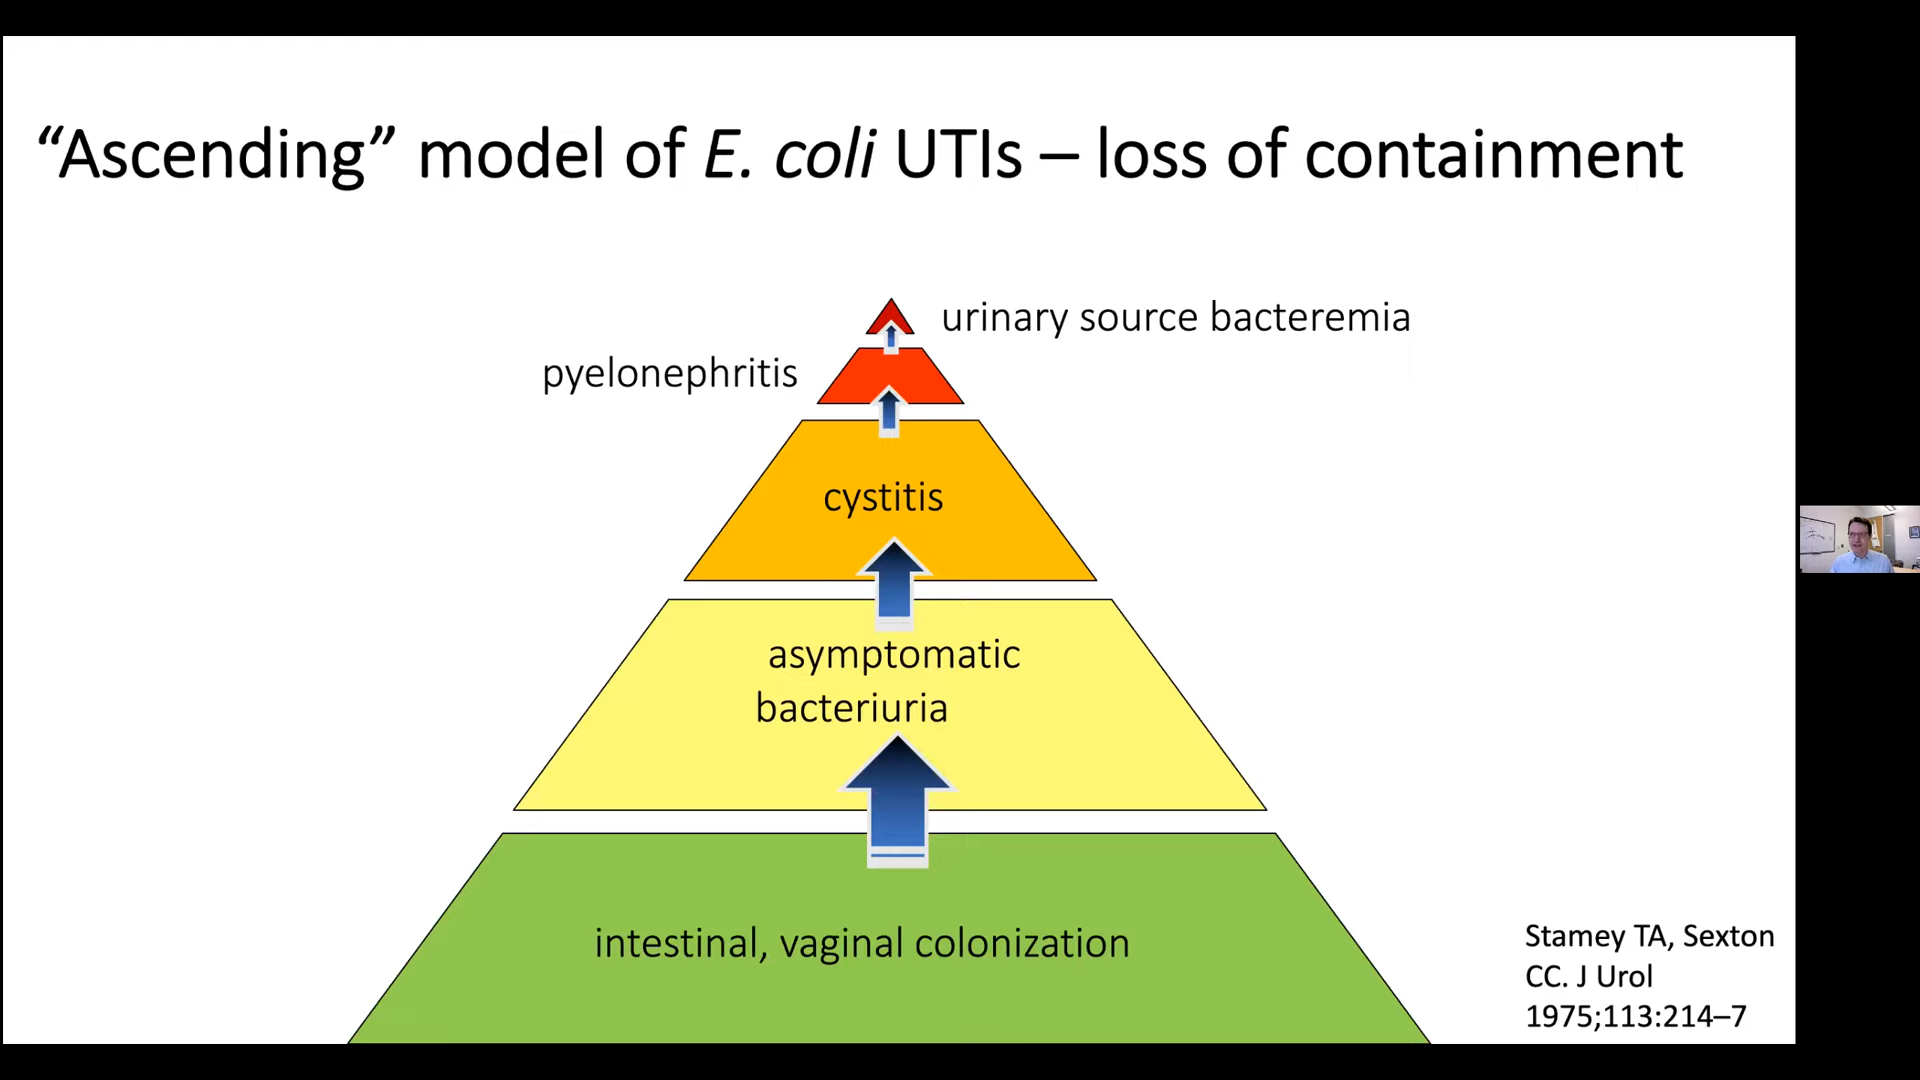 “Ascending” model of E. coli UTIs – loss of containment
urinary source bacteremia
pyelonephritis
cystitis
asymptomatic
bacteriuria
intestinal, vaginal colonization
Stamey TA, Sexton
CC. J Urol
1975;113:214–7